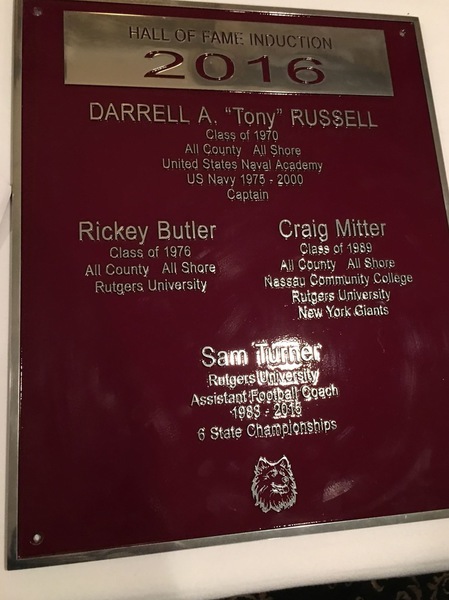 HALL OF FAME INDUCTION
2016
DARRELL A. "Tony" RUSSELL
Class of 1970
All County All Shore
United States Naval Academy
US Navy 1975 - 2000
Captain
Rickey Butler
Class of 1976
All County All Shore
Rutgers University
Craig Mitter
Class of 1989
All County All Shore
Nassau Community College
Rutgers University
New York Giants
Sam Turner
Rutgers University
Assistant Football Coach
1983 - 2015
6 State Championships